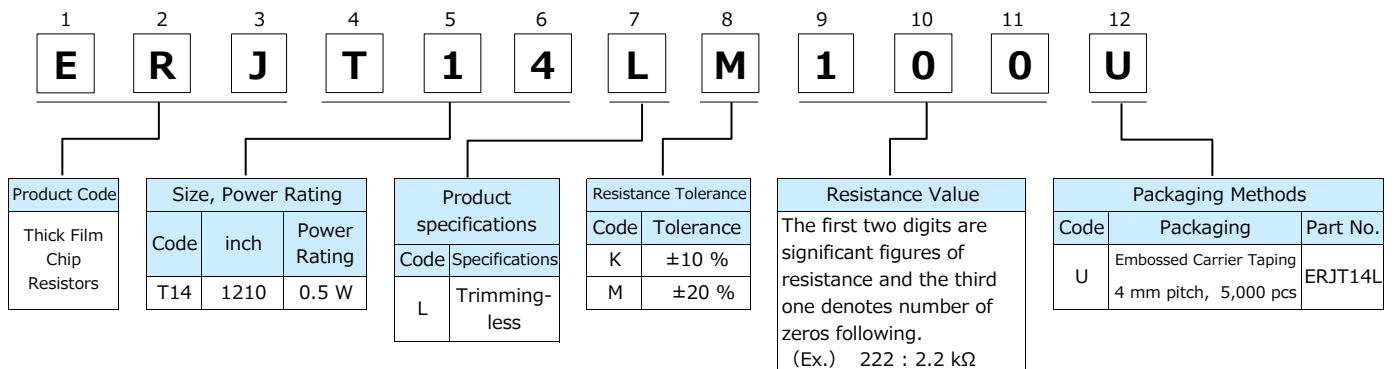 1 2 3 4 5 6 7 8 9 10 11 12
E R J T 1 4 L M 1 0 0 U
Product Code
Thick Film
Chip
Resistors
Size, Power Rating
Code inch Power
Rating
T14 1210 0.5 W
Product
specifications
Code Specifications
L Trimming-
less
Resistance Tolerance
Code Tolerance
K ±10 %
M ±20 %
Resistance Value
The first two digits are
significant figures of
resistance and the third
one denotes number of
zeros following.
(Ex.) 222 : 2.2 kΩ
Packaging Methods
Code Packaging Part No.
U Embossed Carrier Taping
4 mm pitch, 5,000 pcs ERJT14L